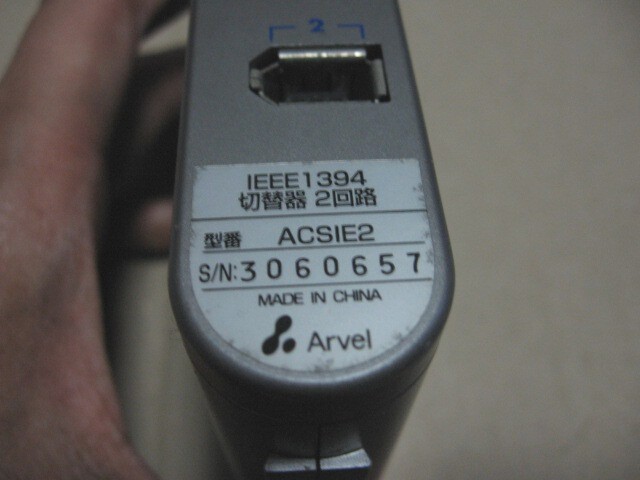 2
IEEE1394
切替器 2回路
型番 ACSIE2
S/N:3060657
MADE IN CHINA
Arvel